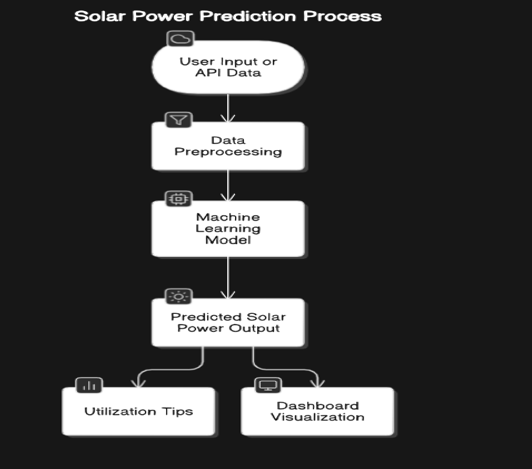 Solar Power Prediction Process
User Input or
API Data
Data
Preprocessing
Machine
Learning
Model
Predicted Solar
Power Output
Utilization Tips
Dashboard
Visualization